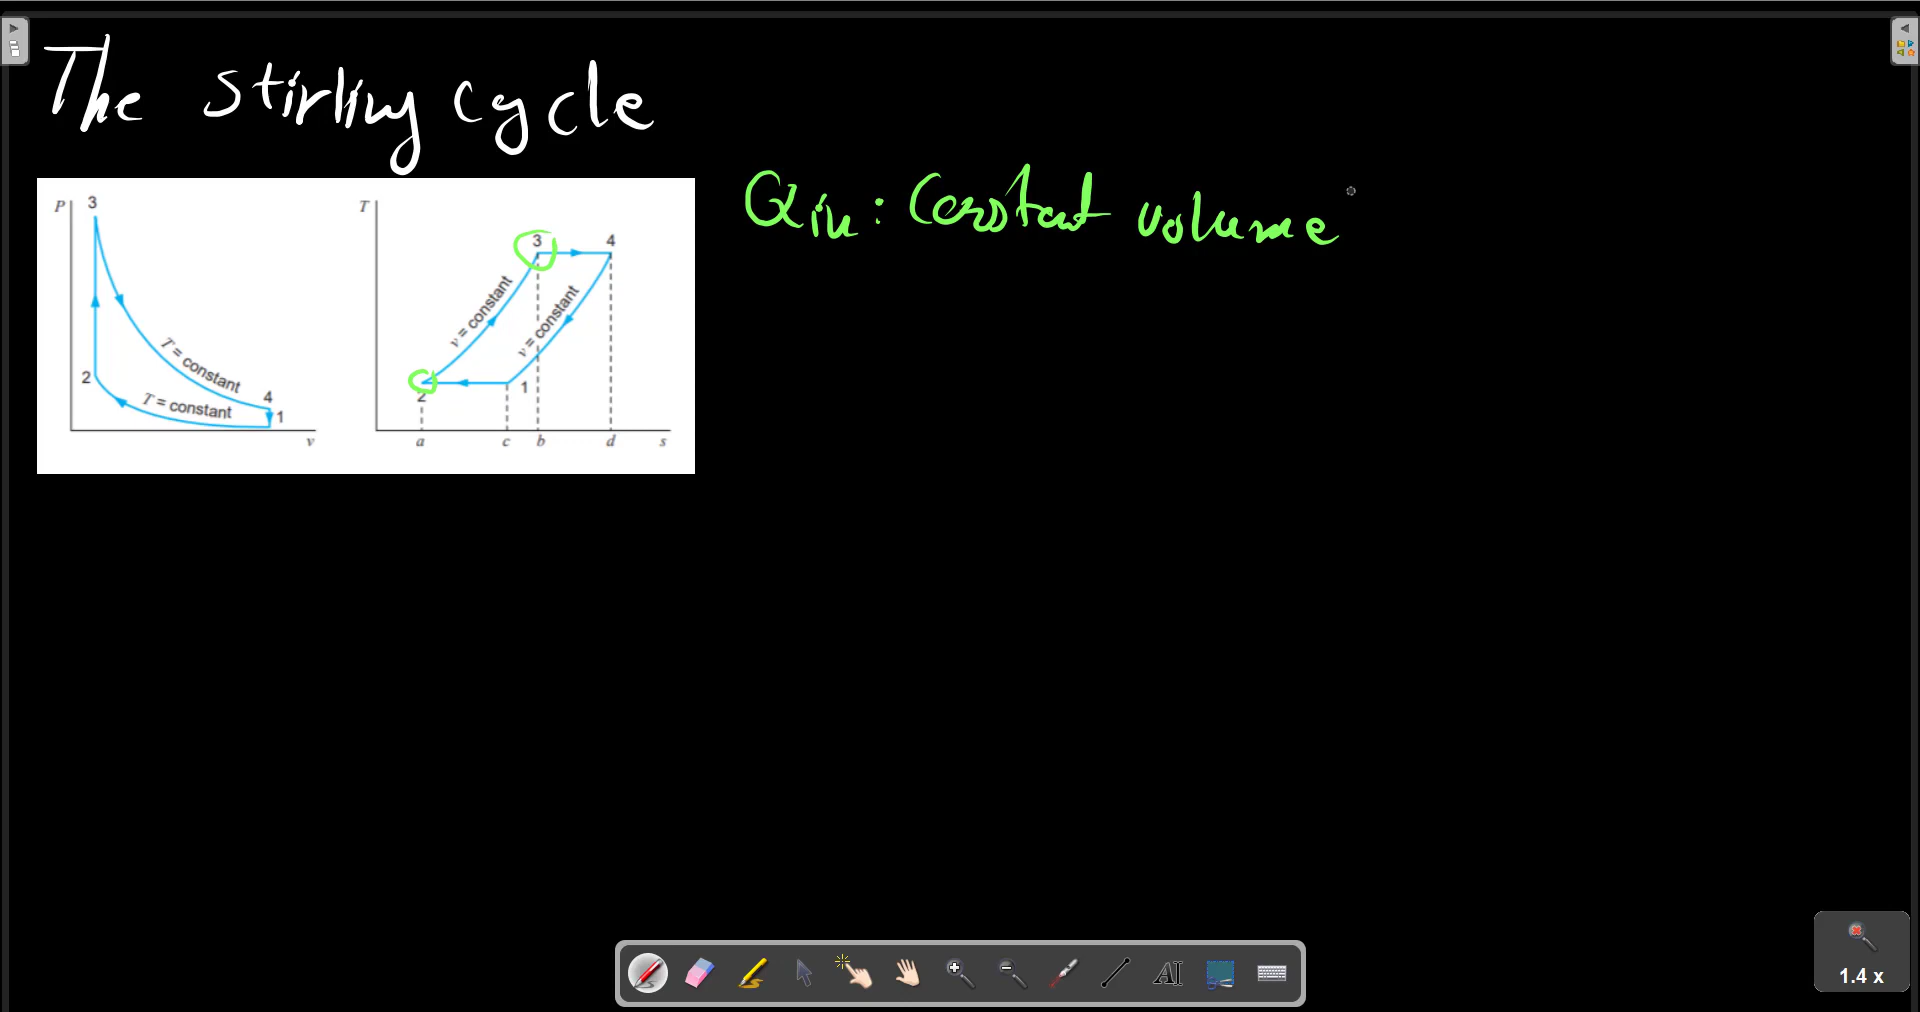 The Stirling cycle
Qin: Constant volume
P 3
2
T = constant
T = constant
4
1
v
T
3 4
v = constant
v = constant
2 1
a c b d s
AI
1.4 x